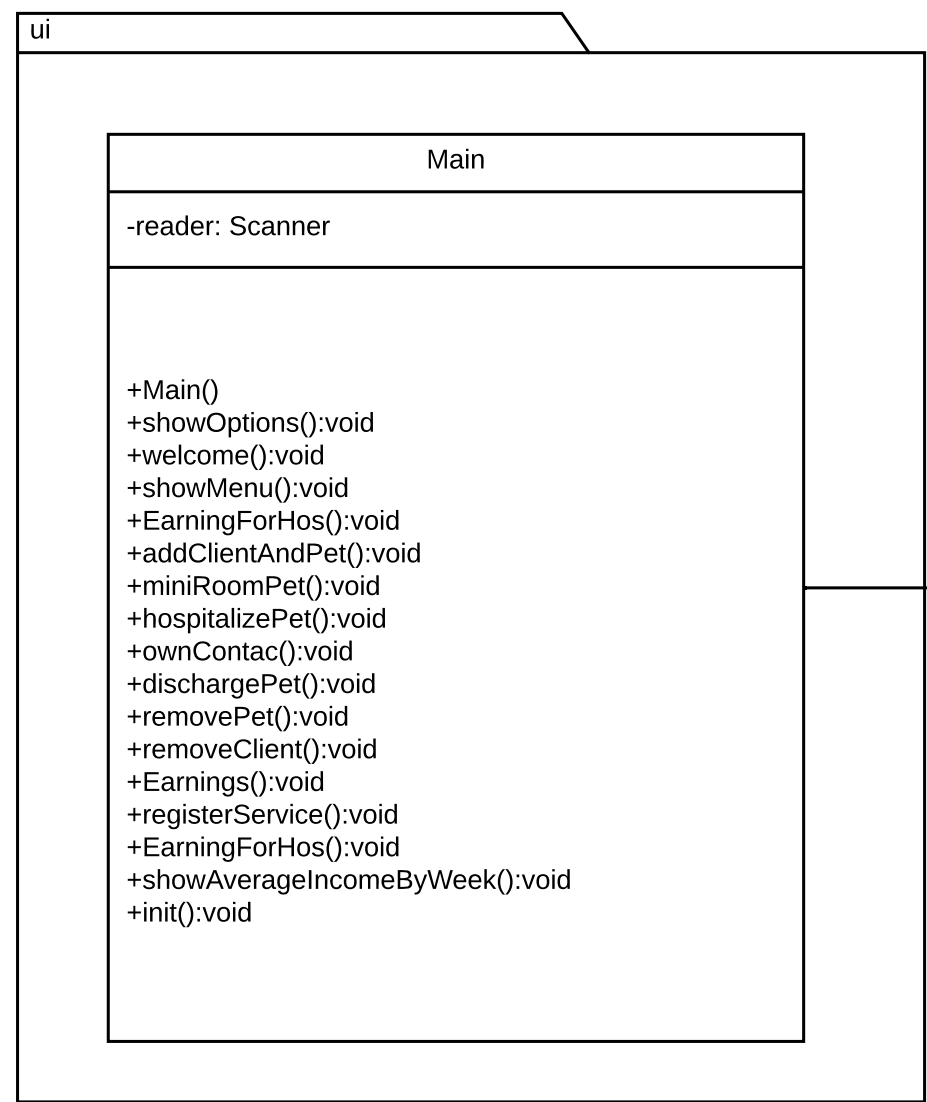 ui
Main
-reader: Scanner
+Main()
+showOptions():void
+welcome():void
+showMenu():void
+EarningForHos():void
+addClientAndPet():void
+miniRoomPet():void
+hospitalizePet():void
+ownContac():void
+dischargePet():void
+removePet():void
+removeClient():void
+Earnings():void
+registerService():void
+EarningForHos():void
+showAverageIncomeByWeek():void
+init():void